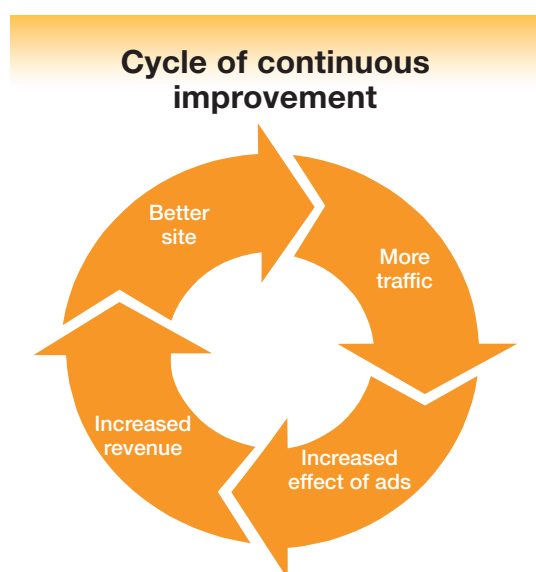 Cycle of continuous
improvement
Better
site
More
traffic
Increased
effect of ads
Increased
revenue